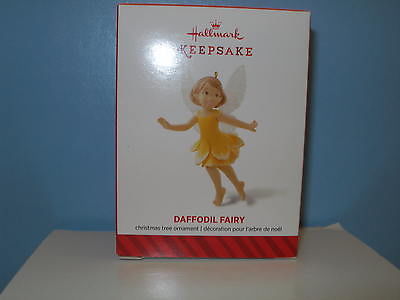 Hallmark
KEEPSAKE
DAFFODIL FAIRY
christmas tree ornament | décoration pour l'arbre de noël